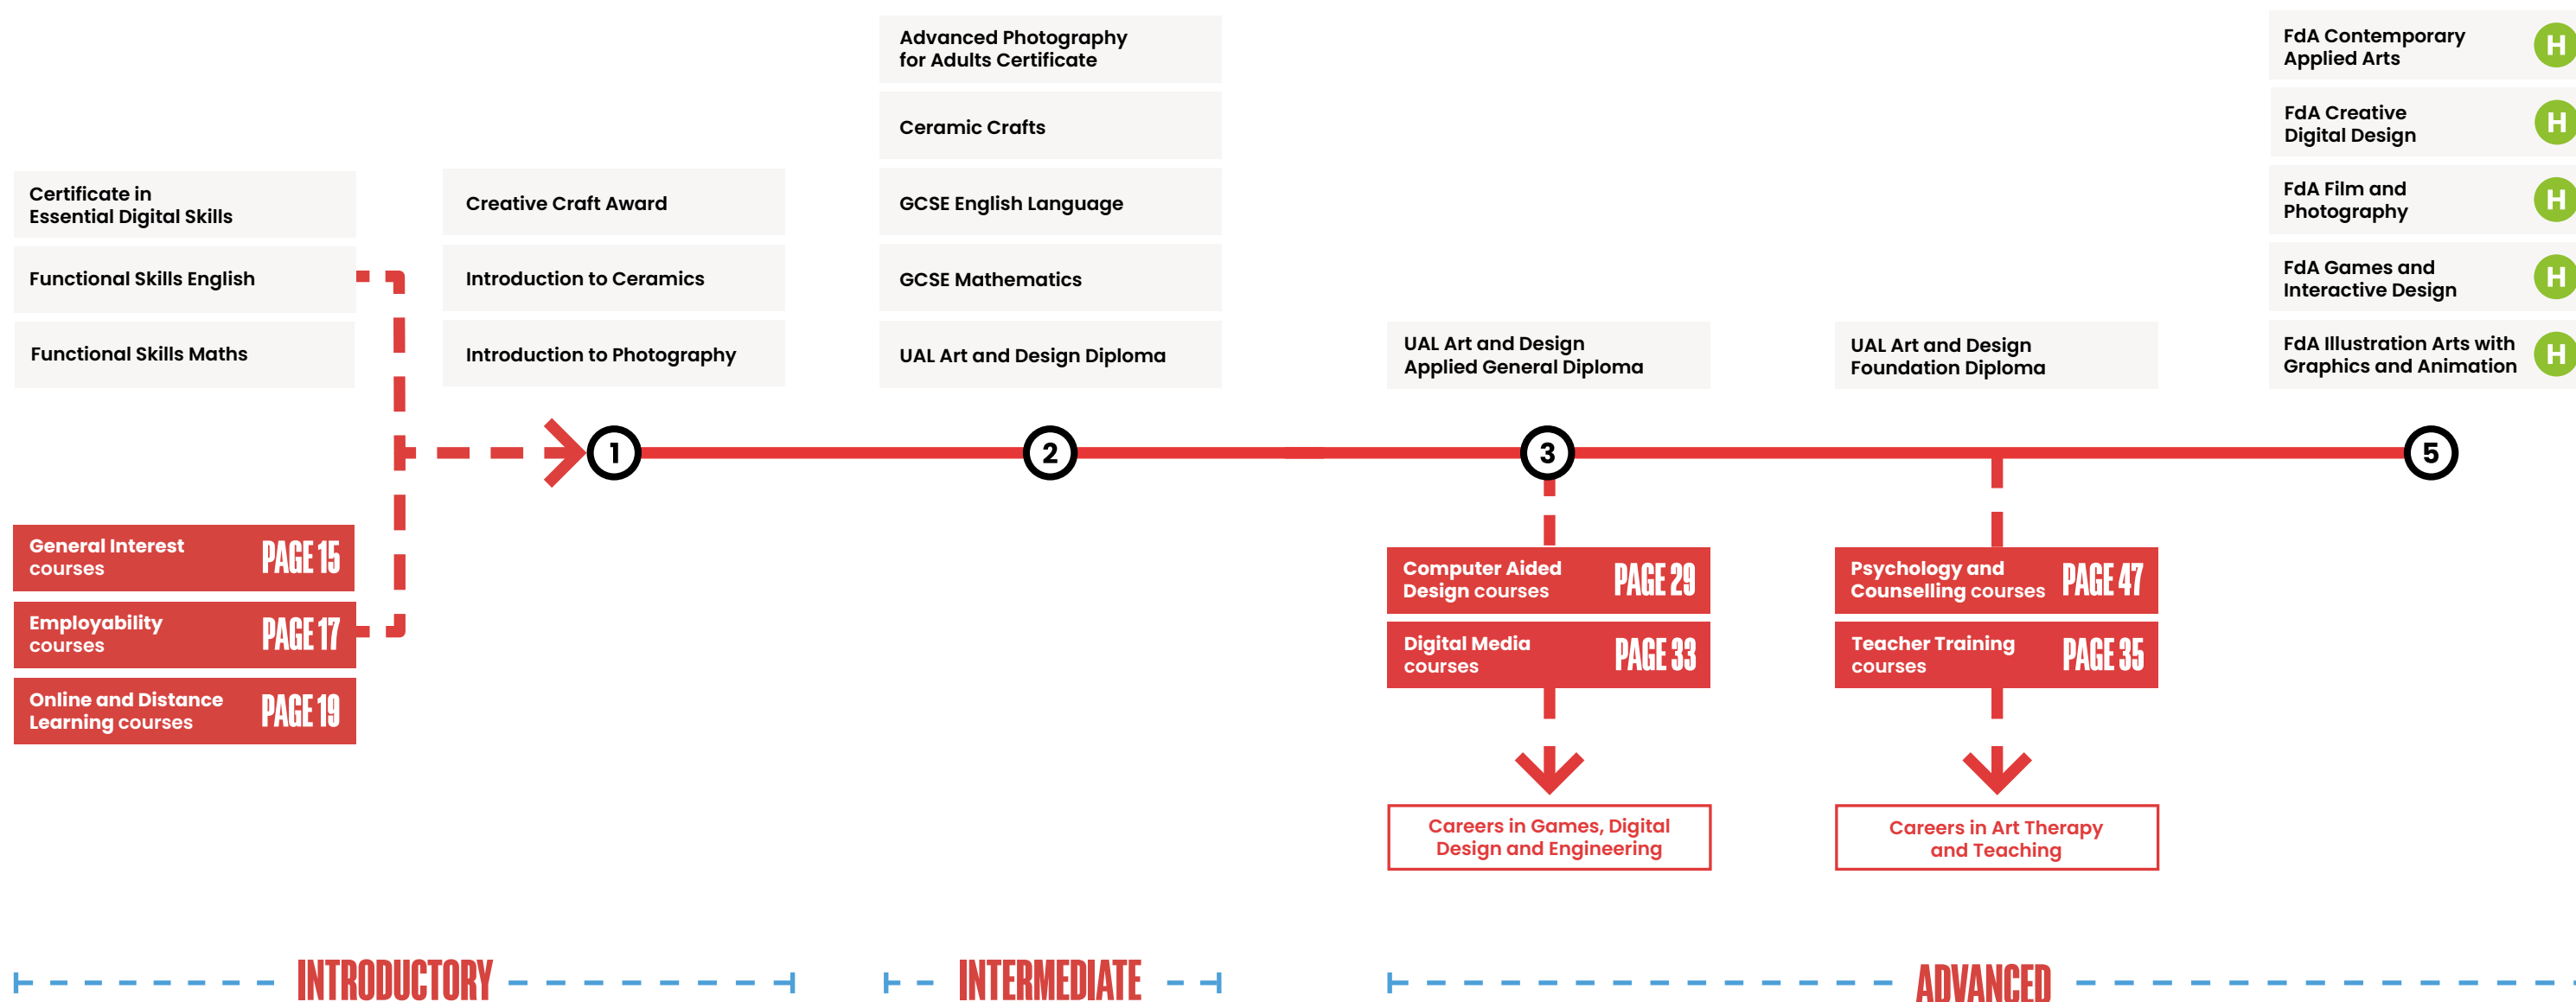 Certificate in
Essential Digital Skills
Functional Skills English
Functional Skills Maths
General Interest
courses
PAGE 15
Employability
courses
PAGE 17
Online and Distance
Learning courses
PAGE 19
Creative Craft Award
Introduction to Ceramics
Introduction to Photography
1
Advanced Photography
for Adults Certificate
Ceramic Crafts
GCSE English Language
GCSE Mathematics
UAL Art and Design Diploma
2
UAL Art and Design
Applied General Diploma
3
Computer Aided
Design courses
PAGE 29
Digital Media
courses
PAGE 33
Careers in Games, Digital
Design and Engineering
UAL Art and Design
Foundation Diploma
Psychology and
Counselling courses
PAGE 47
Teacher Training
courses
PAGE 35
Careers in Art Therapy
and Teaching
FdA Contemporary
Applied Arts
H
FdA Creative
Digital Design
H
FdA Film and
Photography
H
FdA Games and
Interactive Design
H
FdA Illustration Arts with
Graphics and Animation
H
5
INTRODUCTORY
INTERMEDIATE
ADVANCED